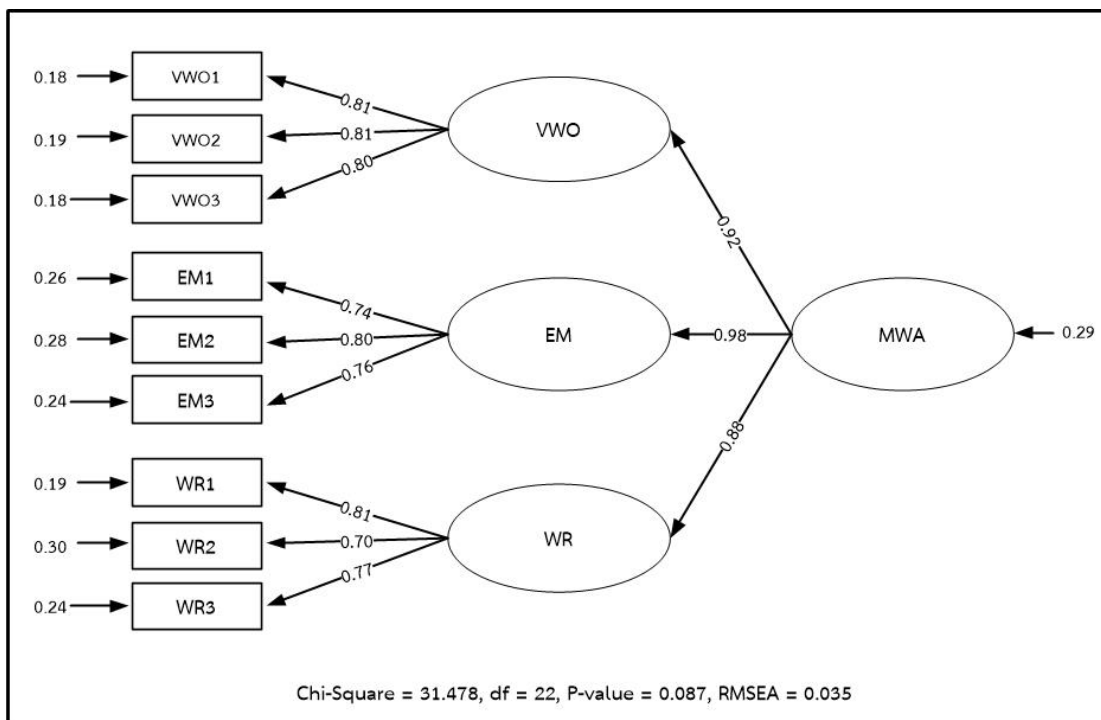 0.18
VWO1
0.81
0.19
VWO2
0.81
VWO
0.18
VWO3
0.80
0.92
0.26
EM1
0.74
0.28
EM2
0.80
EM
0.98
MWA
0.29
0.24
EM3
0.76
0.88
0.19
WR1
0.81
0.30
WR2
0.70
WR
0.24
WR3
0.77
Chi-Square = 31.478, df = 22, P-value = 0.087, RMSEA = 0.035